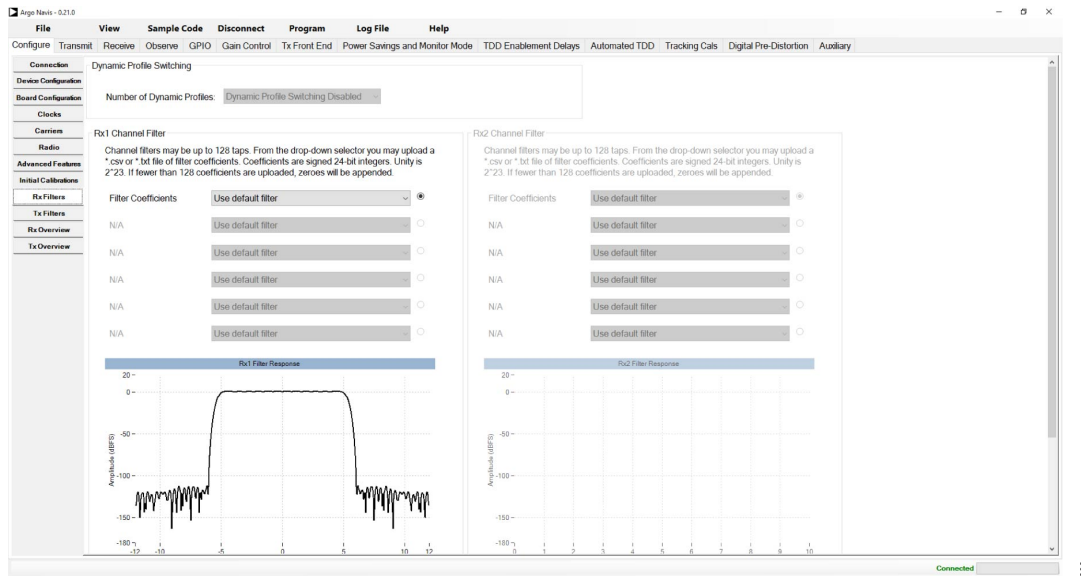 Argo Navis - 0.21.0
File View Sample Code Disconnect Program Log File Help
Configure Transmit Receive Observe GPIO Gain Control Tx Front End Power Savings and Monitor Mode TDD Enablement Delays Automated TDD Tracking Cals Digital Pre-Distortion Auxiliary
Connection
Device Configuration
Board Configuration
Clocks
Carriers
Radio
Advanced Features
Initial Calibrations
Rx Filters
Tx Filters
Rx Overview
Tx Overview
Dynamic Profile Switching
Number of Dynamic Profiles: Dynamic Profile Switching Disabled
Rx1 Channel Filter
Channel filters may be up to 128 taps. From the drop-down selector you may upload a
*.csv or *.txt file of filter coefficients. Coefficients are signed 24-bit integers. Unity is
2^23. If fewer than 128 coefficients are uploaded, zeroes will be appended.
Filter Coefficients Use default filter
N/A Use default filter
N/A Use default filter
N/A Use default filter
N/A Use default filter
N/A Use default filter
Rx1 Filter Response
Amplitude (dBFS)
20
0
-50
-100
-150
-180
-12 -10 -5 0 5 10 12
Rx2 Channel Filter
Channel filters may be up to 128 taps. From the drop-down selector you may upload a
*.csv or *.txt file of filter coefficients. Coefficients are signed 24-bit integers. Unity is
2^23. If fewer than 128 coefficients are uploaded, zeroes will be appended.
Filter Coefficients Use default filter
N/A Use default filter
N/A Use default filter
N/A Use default filter
N/A Use default filter
N/A Use default filter
Rx2 Filter Response
Amplitude (dBFS)
20
0
-50
-100
-150
-180
0 1 2 3 4 5 6 7 8 9 10
Connected